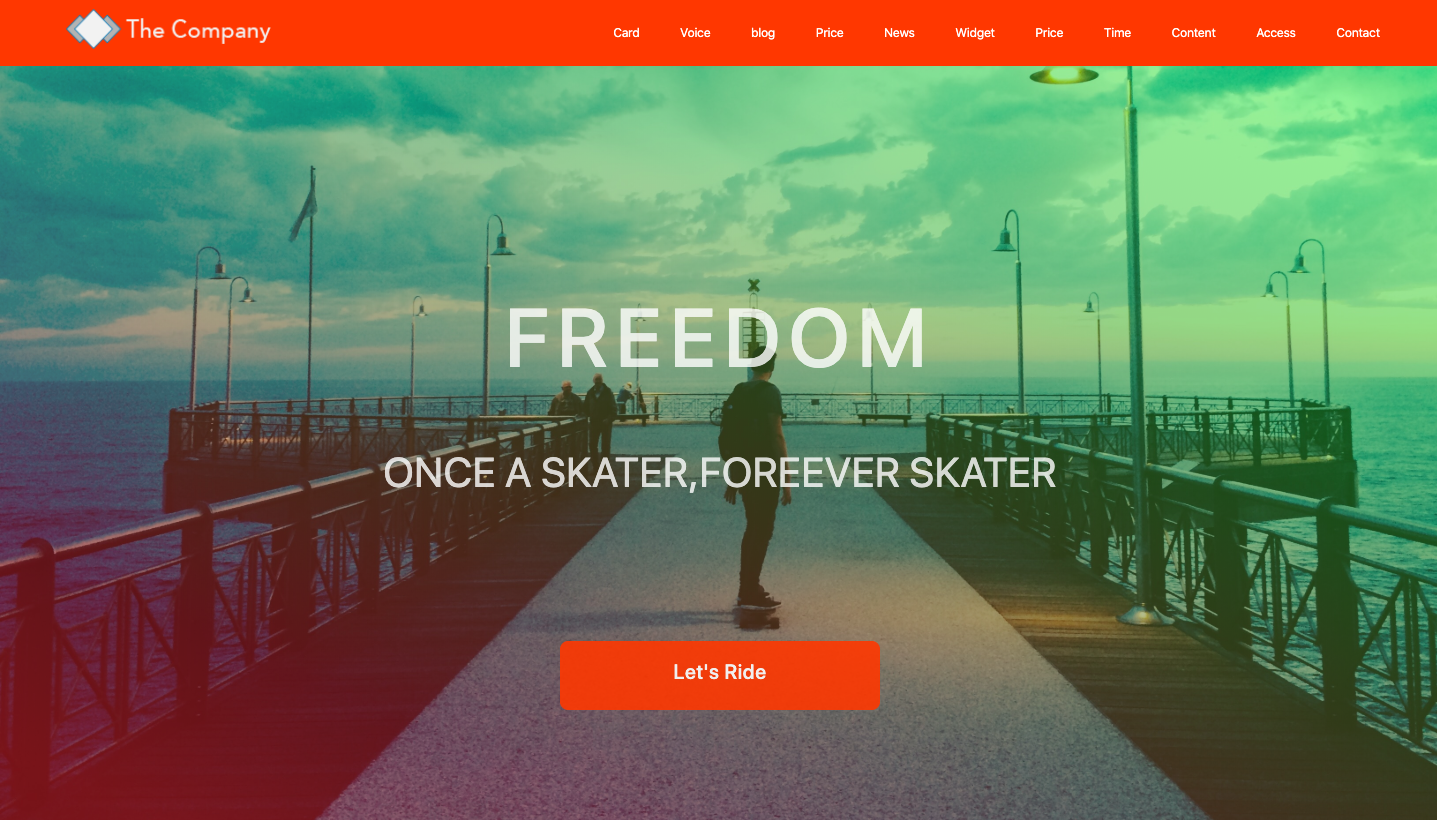 The Company
Card Voice blog Price News Widget Price Time Content Access Contact
FREEDOM
ONCE A SKATER,FOREEVER SKATER
Let's Ride